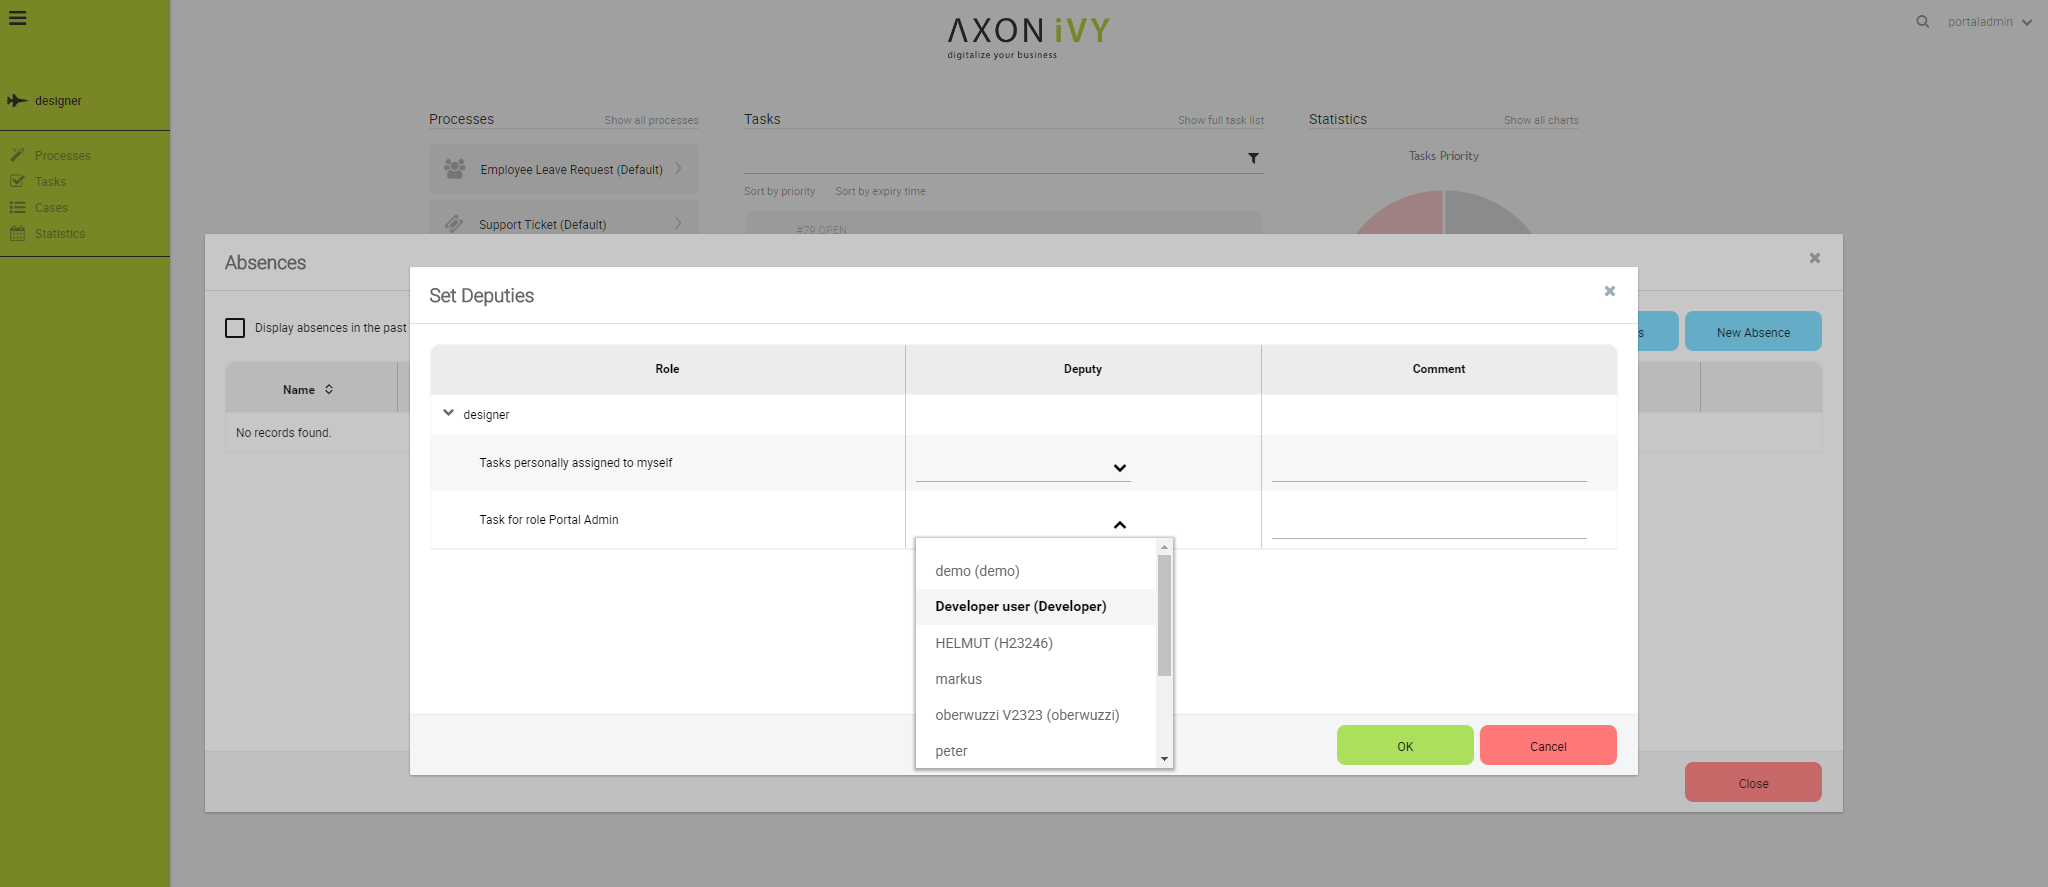 AXON iVY
digitalize your business
portaladmin
designer
Processes
Tasks
Cases
Statistics
Processes
Show all processes
Employee Leave Request (Default)
Support Ticket (Default)
Tasks
Show full task list
Sort by priority
Sort by expiry time
#79 OPEN
Statistics
Show all charts
Tasks Priority
Absences
Display absences in the past
New Absence
Name
No records found.
Close
Set Deputies
Role
Deputy
Comment
designer
Tasks personally assigned to myself
Task for role Portal Admin
demo (demo)
Developer user (Developer)
HELMUT (H23246)
markus
oberwuzzi V2323 (oberwuzzi)
peter
OK
Cancel